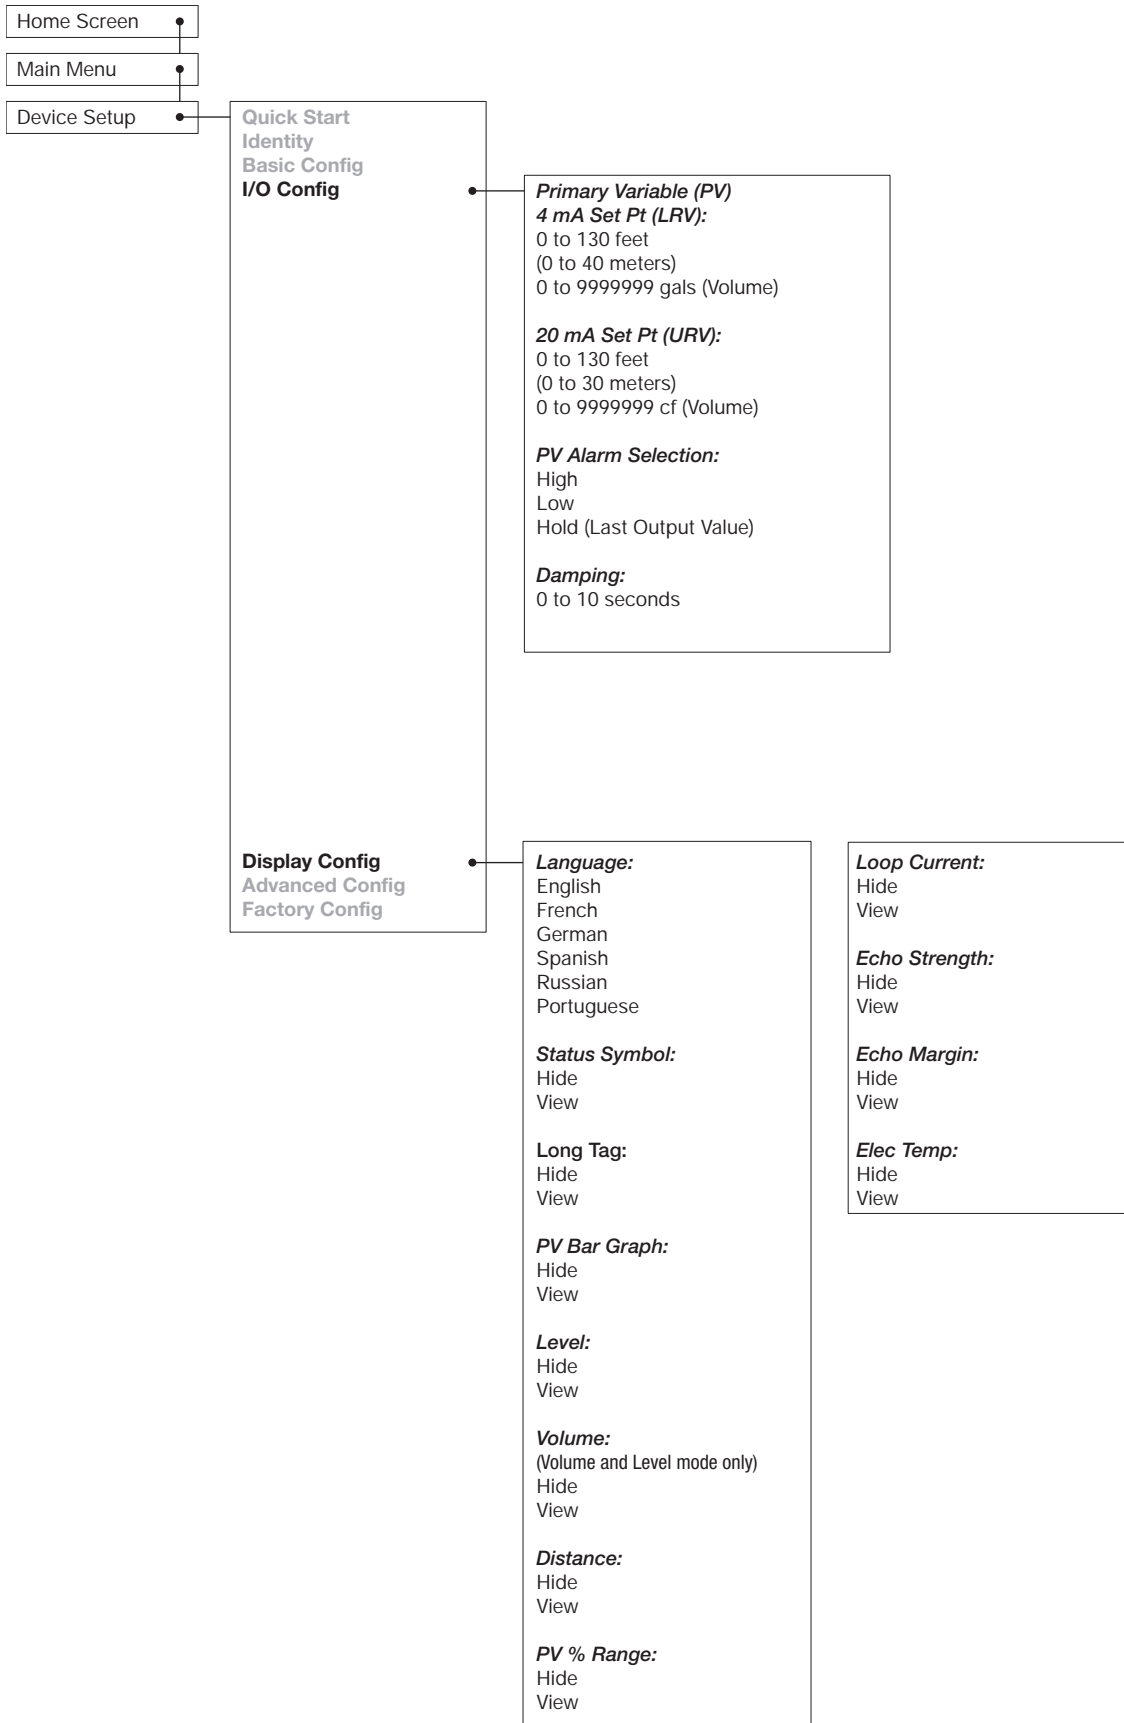 Home Screen
Main Menu
Device Setup
Quick Start
Identity
Basic Config
I/O Config
Primary Variable (PV)
4 mA Set Pt (LRV):
0 to 130 feet
(0 to 40 meters)
0 to 9999999 gals (Volume)
20 mA Set Pt (URV):
0 to 130 feet
(0 to 30 meters)
0 to 9999999 cf (Volume)
PV Alarm Selection:
High
Low
Hold (Last Output Value)
Damping:
0 to 10 seconds
Display Config
Advanced Config
Factory Config
Language:
English
French
German
Spanish
Russian
Portuguese
Status Symbol:
Hide
View
Long Tag:
Hide
View
PV Bar Graph:
Hide
View
Level:
Hide
View
Volume:
(Volume and Level mode only)
Hide
View
Distance:
Hide
View
PV % Range:
Hide
View
Loop Current:
Hide
View
Echo Strength:
Hide
View
Echo Margin:
Hide
View
Elec Temp:
Hide
View